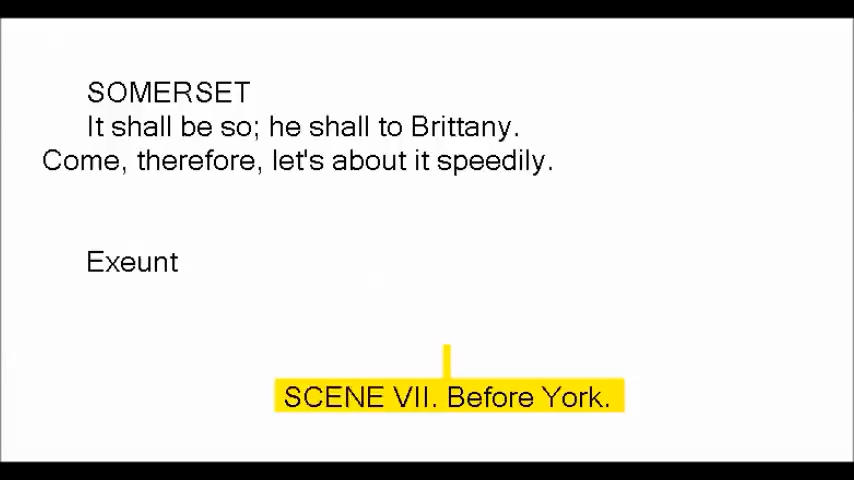 SOMERSET
It shall be so; he shall to Brittany.
Come, therefore, let's about it speedily.
Exeunt
SCENE VII. Before York.